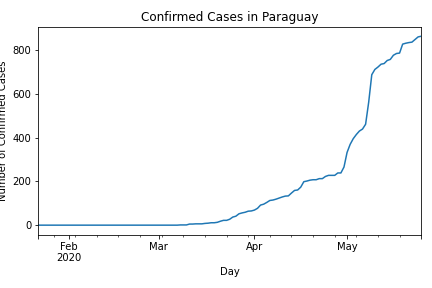 Confirmed Cases in Paraguay
Number of Confirmed Cases
800
600
400
200
0
Feb
2020
Mar
Apr
May
Day